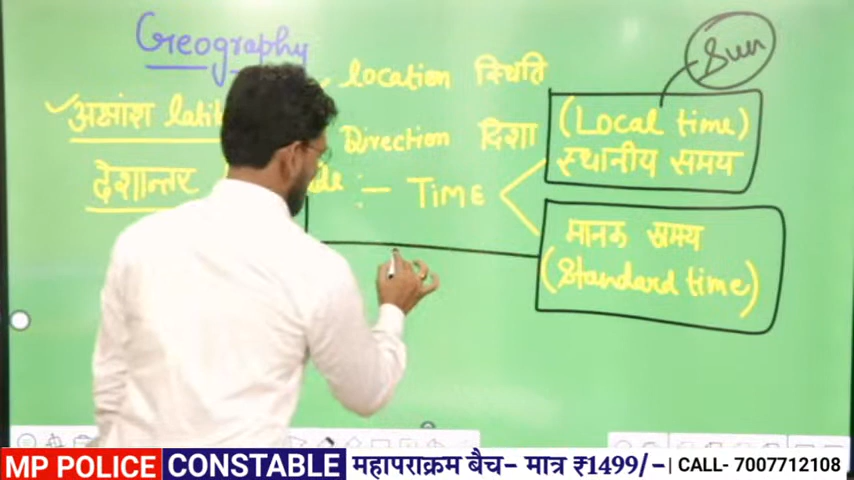 Geography
Sun
अक्षांश
location स्थिति
Direction दिशा
(Local time)
स्थानीय समय
देशान्तर
:- TIME
मानक समय
(Standard time)
MP POLICE CONSTABLE महापराक्रम बैच- मात्र ₹1499/-| CALL- 7007712108